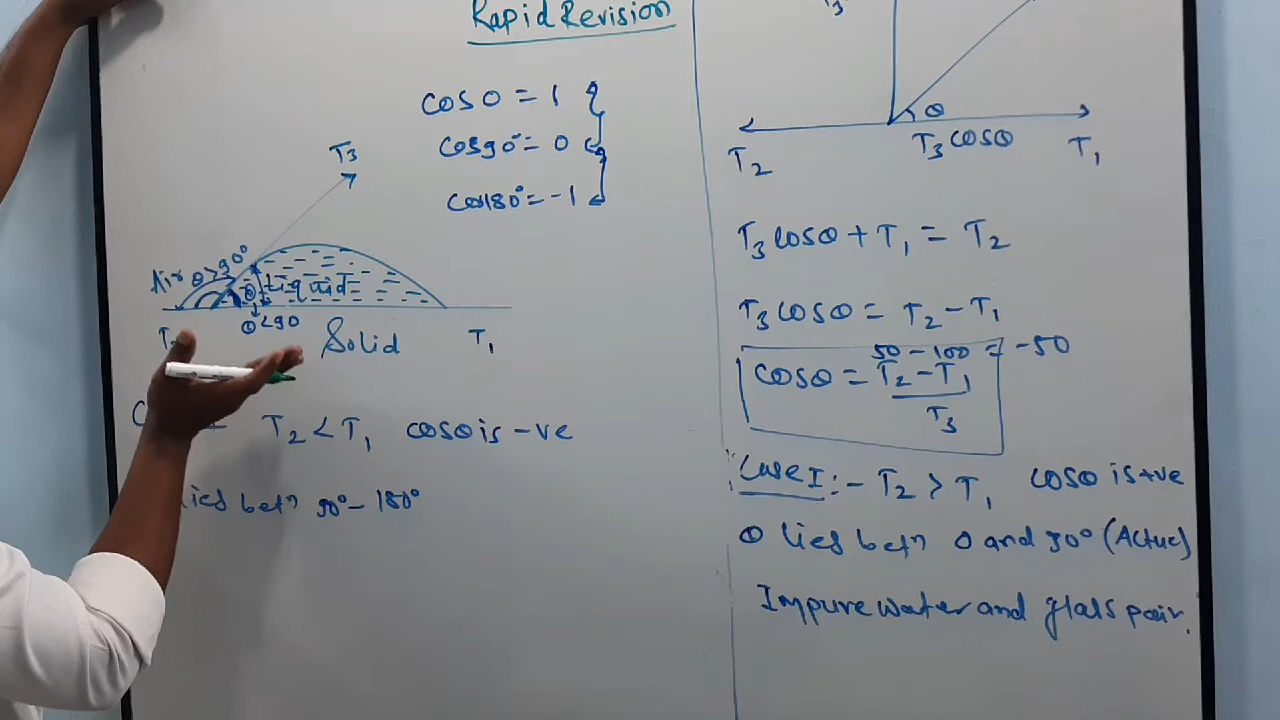 Rapid Revision
cos 0 = 1
cos 90° = 0
cos 180° = -1
T3
Air θ > 90°
Liquid
θ
θ < 90
Solid
T1
T2 < T1 cosθ is -ve
lies betn 90° - 180°
T3
θ
T2
T3 cosθ
T1
T3 cosθ + T1 = T2
T3 cosθ = T2 - T1
50 - 100 = -50
cosθ = T2 - T1
T3
Case I :- T2 > T1 cosθ is +ve
θ lies betn 0 and 90° (Actue)
Impure water and glass pair.